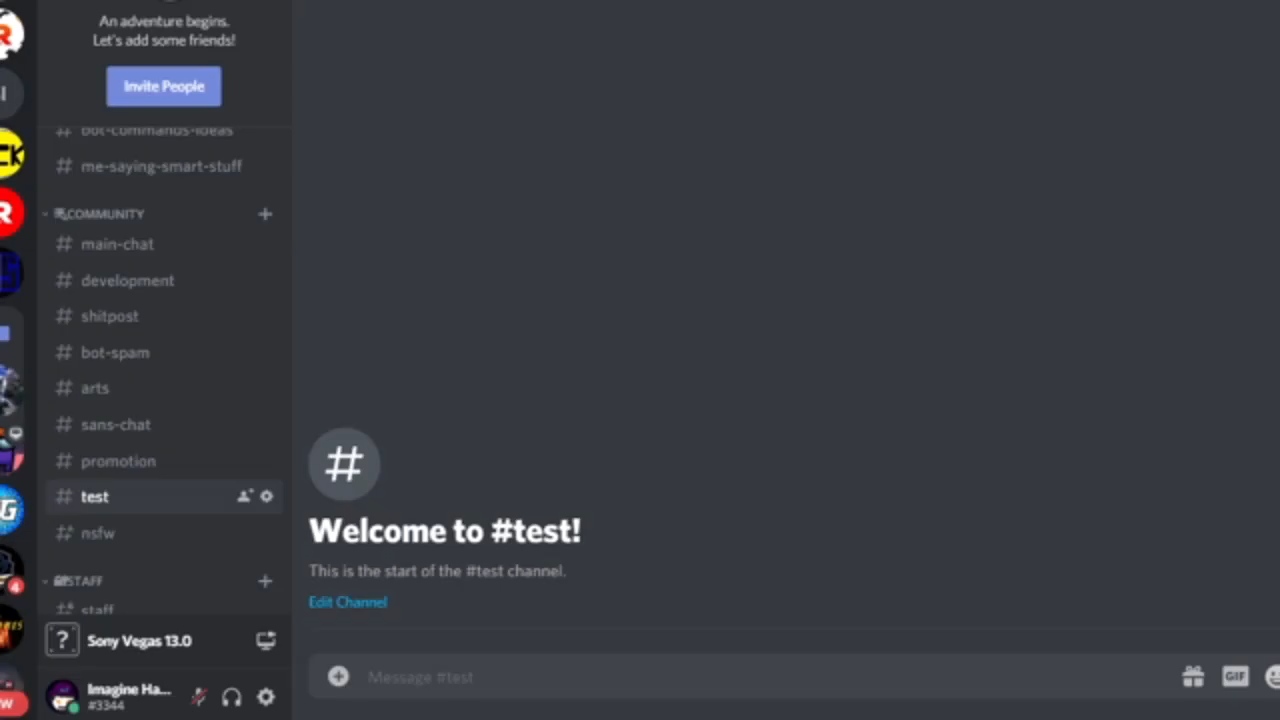 An adventure begins.
Let's add some friends!
Invite People
bot-commands-ideas
me-saying-smart-stuff
COMMUNITY
main-chat
development
shitpost
bot-spam
arts
sans-chat
promotion
test
nsfw
STAFF
staff
Sony Vegas 13.0
Imagine Ha...
#3344
4
Welcome to #test!
This is the start of the #test channel.
Edit Channel
Message #test
GIF